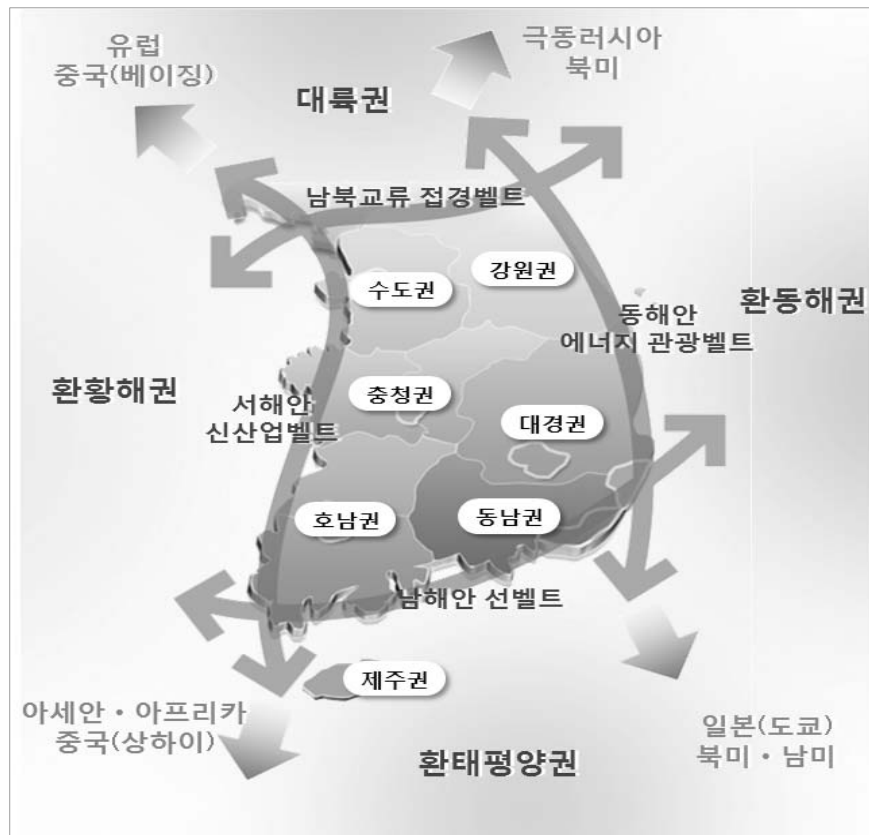 유럽
중국(베이징)
극동러시아
북미
대륙권
남북교류 접경벨트
수도권
강원권
환동해권
동해안
에너지 관광벨트
환황해권
서해안
신산업벨트
충청권
대경권
호남권
동남권
남해안 선벨트
제주권
아세안・아프리카
중국(상하이)
일본(도쿄)
북미・남미
환태평양권